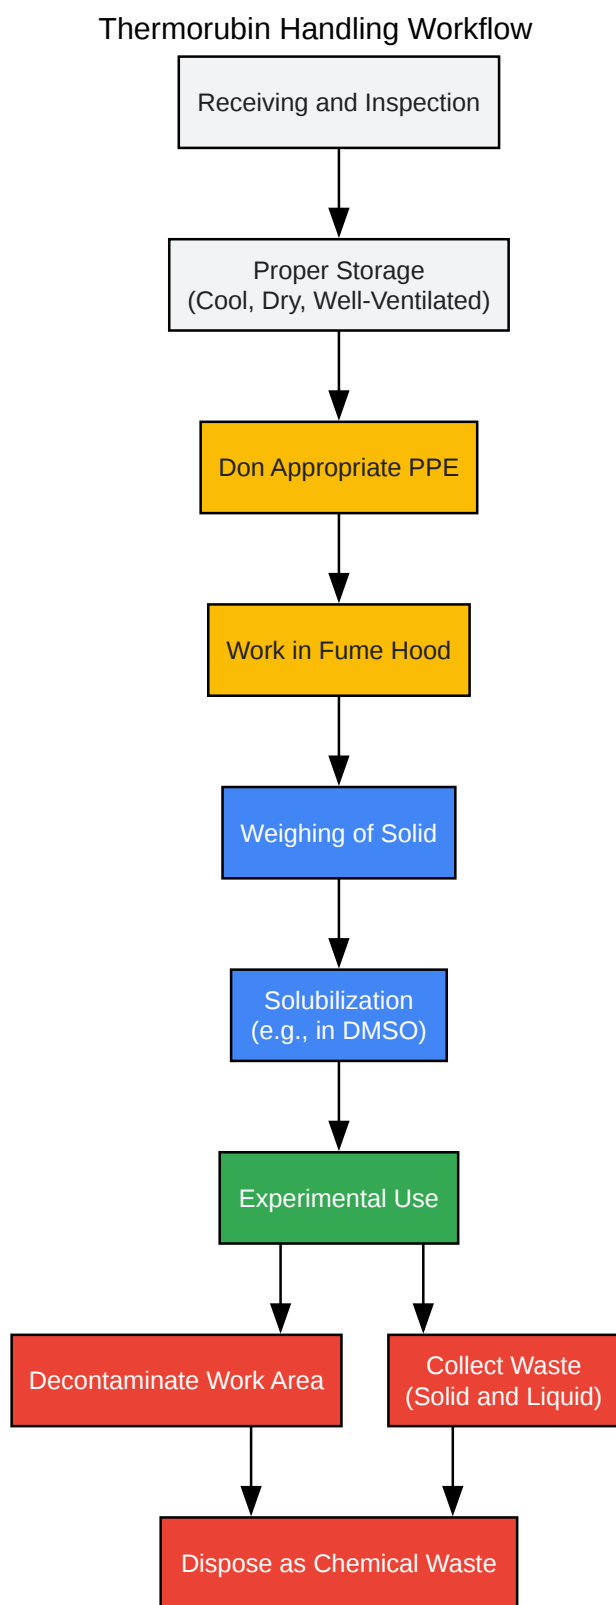 Thermorubin Handling Workflow
Receiving and Inspection
Proper Storage
(Cool, Dry, Well-Ventilated)
Don Appropriate PPE
Work in Fume Hood
Weighing of Solid
Solubilization
(e.g., in DMSO)
Experimental Use
Decontaminate Work Area
Collect Waste
(Solid and Liquid)
Dispose as Chemical Waste